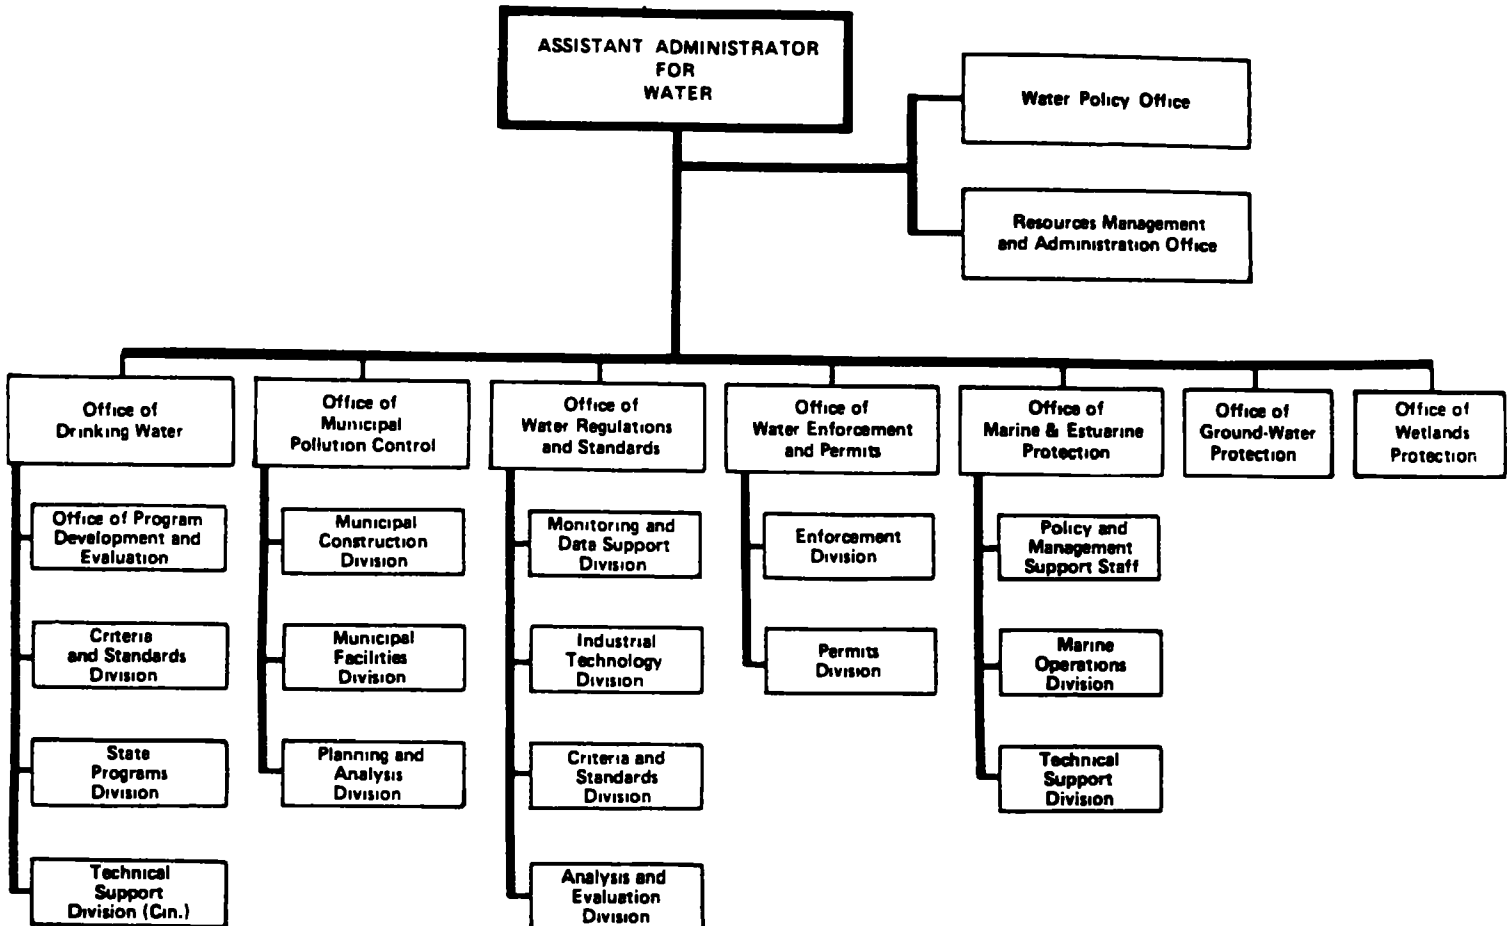 ASSISTANT ADMINISTRATOR
FOR
WATER
Water Policy Office
Resources Management
and Administration Office
Office of
Drinking Water
Office of Program
Development and
Evaluation
Criteria
and Standards
Division
State
Programs
Division
Technical
Support
Division (Cin.)
Office of
Municipal
Pollution Control
Municipal
Construction
Division
Municipal
Facilities
Division
Planning and
Analysis
Division
Office of
Water Regulations
and Standards
Monitoring and
Data Support
Division
Industrial
Technology
Division
Criteria and
Standards
Division
Analysis and
Evaluation
Division
Office of
Water Enforcement
and Permits
Enforcement
Division
Permits
Division
Office of
Marine & Estuarine
Protection
Policy and
Management
Support Staff
Marine
Operations
Division
Technical
Support
Division
Office of
Ground-Water
Protection
Office of
Wetlands
Protection